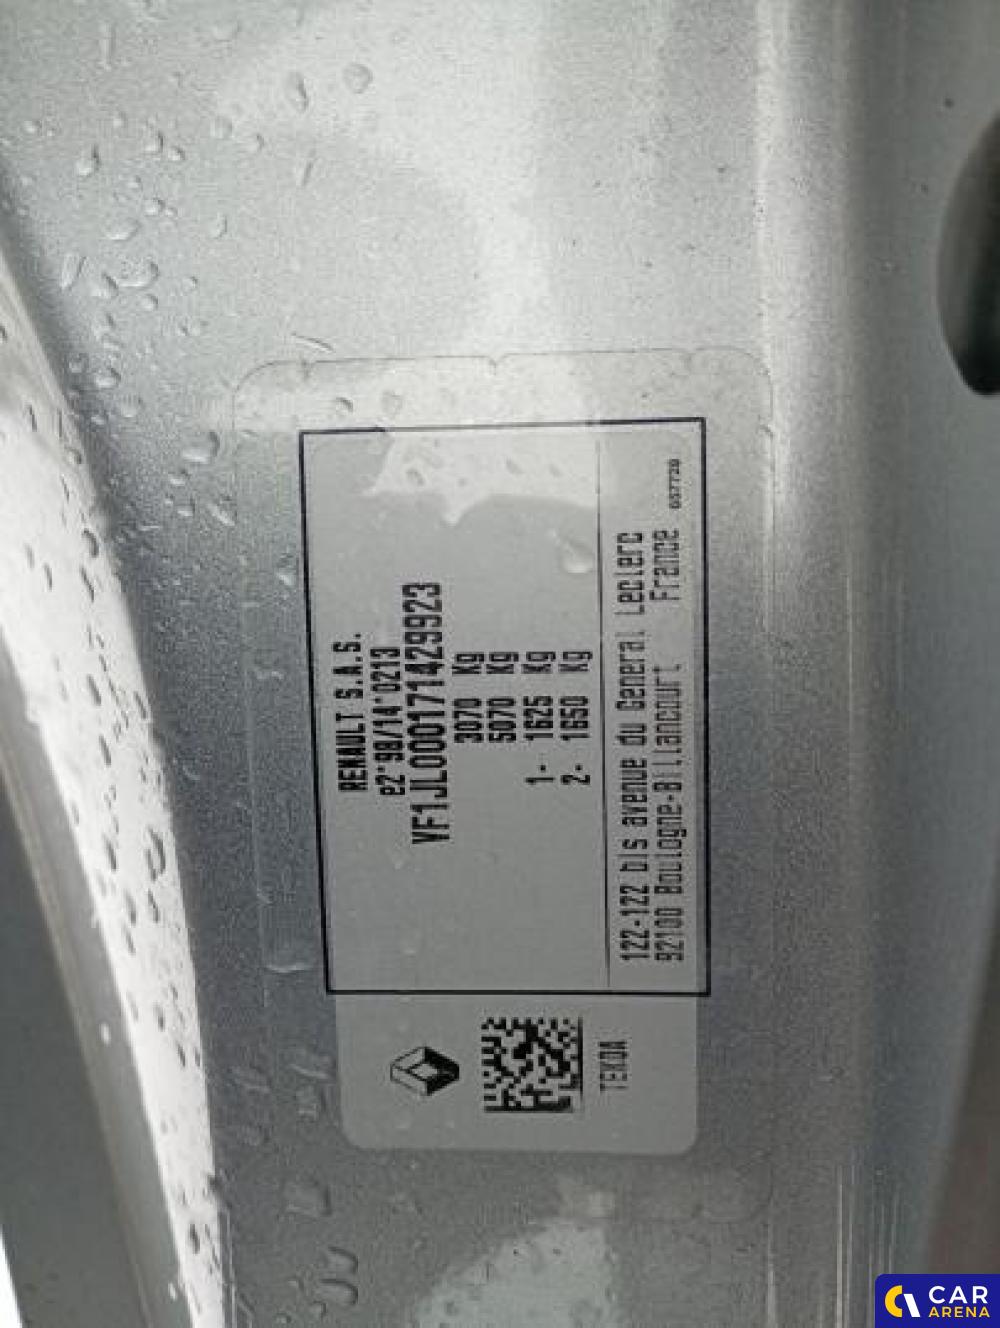 RENAULT S.A.S.
e2*98/14*0213
VF1JL000171429923
3070 Kg
5070 Kg
1- 1625 Kg
2- 1650 Kg
122-122 bis avenue du General Leclerc
92100 Boulogne-Billancourt France
TEKQA
CAR
ARENA